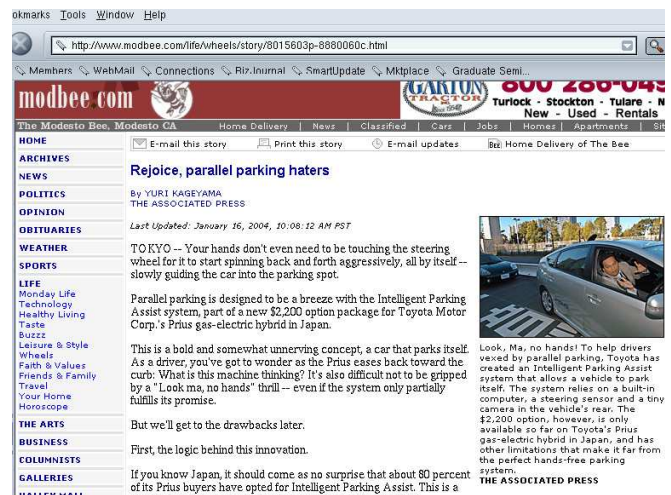 okmarks Tools Window Help
http://www.modbee.com/life/wheels/story/8015603p-8880060c.html
Members WebMail Connections Riz.Journal SmartUpdate Mktplace Graduate Semi...
modbee.com
GARTON
TRACTOR
800 286-049
Turlock - Stockton - Tulare - N
New - Used - Rentals
The Modesto Bee, Modesto CA
Home Delivery | News | Classified | Cars | Jobs | Homes | Apartments | Sit
HOME
ARCHIVES
NEWS
POLITICS
OPINION
OBITUARIES
WEATHER
SPORTS
LIFE
Monday Life
Technology
Healthy Living
Taste
Buzzz
Leisure & Style
Wheels
Faith & Values
Friends & Family
Travel
Your Home
Horoscope
THE ARTS
BUSINESS
COLUMNISTS
GALLERIES
VALLEY MALL
E-mail this story
Print this story
E-mail updates
Home Delivery of The Bee
Rejoice, parallel parking haters
By YURI KAGEYAMA
THE ASSOCIATED PRESS
Last Updated: January 16, 2004, 10:08:12 AM PST
TOKYO -- Your hands don't even need to be touching the steering
wheel for it to start spinning back and forth aggressively, all by itself --
slowly guiding the car into the parking spot.
Parallel parking is designed to be a breeze with the Intelligent Parking
Assist system, part of a new $2,200 option package for Toyota Motor
Corp.'s Prius gas-electric hybrid in Japan.
This is a bold and somewhat unnerving concept, a car that parks itself.
As a driver, you've got to wonder as the Prius eases back toward the
curb: What is this machine thinking? It's also difficult not to be gripped
by a "Look ma, no hands" thrill -- even if the system only partially
fulfills its promise.
But we'll get to the drawbacks later.
First, the logic behind this innovation.
If you know Japan, it should come as no surprise that about 80 percent
of its Prius buyers have opted for Intelligent Parking Assist. This is a
Look, Ma, no hands! To help drivers
vexed by parallel parking, Toyota has
created an Intelligent Parking Assist
system that allows a vehicle to park
itself. The system relies on a built-in
computer, a steering sensor and a tiny
camera in the vehicle's rear. The
$2,200 option, however, is only
available so far on Toyota's Prius
gas-electric hybrid in Japan, and has
other limitations that make it far from
the perfect hands-free parking
system.
THE ASSOCIATED PRESS